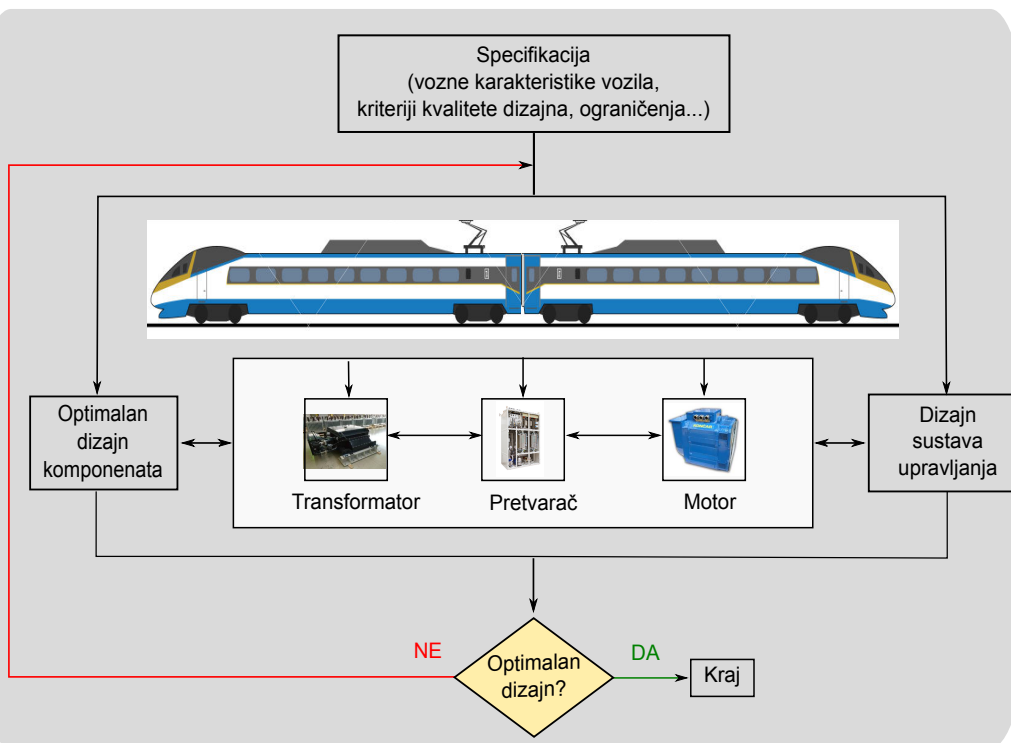 Specifikacija
(vozne karakteristike vozila,
kriteriji kvalitete dizajna, ograničenja...)
Optimalan
dizajn
komponenata
Transformator
Pretvarač
Motor
Dizajn
sustava
upravljanja
NE
Optimalan
dizajn?
DA
Kraj